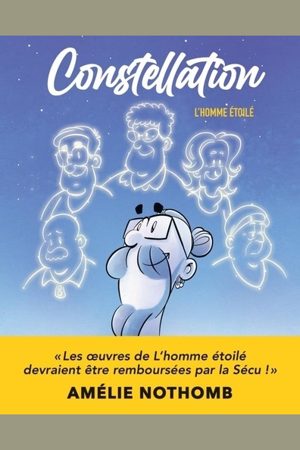 Constellation
L'HOMME ÉTOILÉ
« Les œuvres de L'homme étoilé
devraient être remboursées par la Sécu ! »
AMÉLIE NOTHOMB